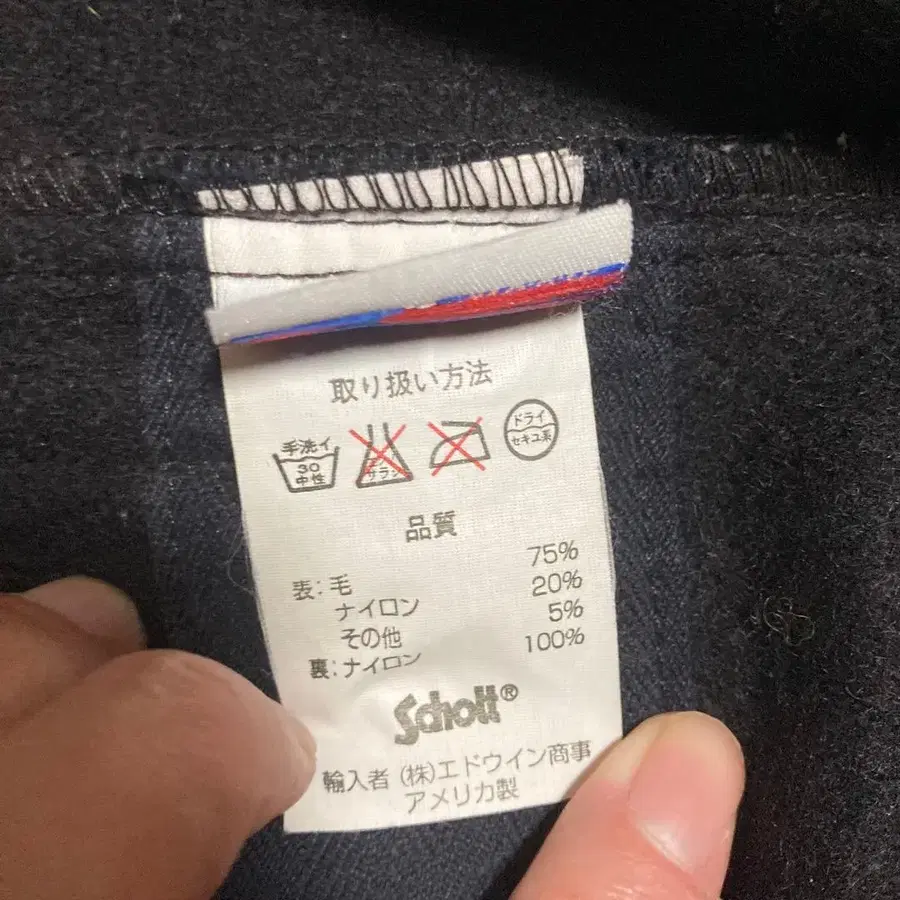 取り扱い方法
手洗イ
30
中性
サラシ
ドライ
セキユ系
品質
表: 毛 75%
ナイロン 20%
その他 5%
裏: ナイロン 100%
Schott®
輸入者 (株)エドウイン商事
アメリカ製